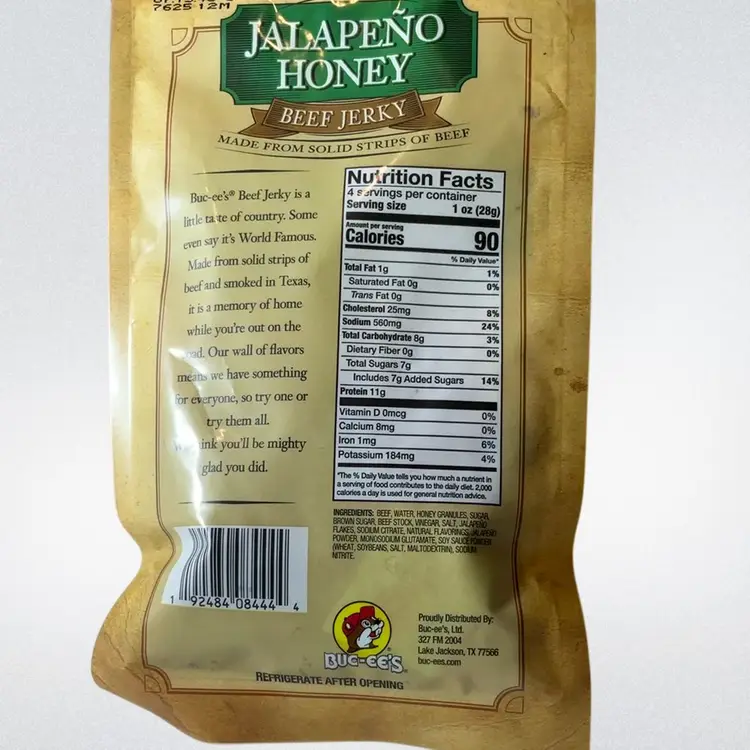 7625 12M
JALAPEÑO
HONEY
BEEF JERKY
MADE FROM SOLID STRIPS OF BEEF
Buc-ee's® Beef Jerky is a
little taste of country. Some
even say it's World Famous.
Made from solid strips of
beef and smoked in Texas,
it is a memory of home
while you're out on the
Our wall of flavors
means we have something
for everyone, so try one or
try them all.
you'll be mighty
glad you did.
Nutrition Facts
4 servings per container
Serving size 1 oz (28g)
Amount per serving
Calories 90
% Daily Value*
Total Fat 1g 1%
Saturated Fat 0g 0%
Trans Fat 0g
Cholesterol 25mg 8%
Sodium 560mg 24%
Total Carbohydrate 8g 3%
Dietary Fiber 0g 0%
Total Sugars 7g
Includes 7g Added Sugars 14%
Protein 11g
Vitamin D 0mcg 0%
Calcium 8mg 0%
Iron 1mg 6%
Potassium 184mg 4%
*The % Daily Value tells you how much a nutrient in
a serving of food contributes to the daily diet. 2,000
calories a day is used for general nutrition advice.
INGREDIENTS: BEEF, WATER, HONEY GRANULES, SUGAR,
BROWN SUGAR, BEEF STOCK, VINEGAR, SALT, JALAPEÑO
FLAKES, SODIUM CITRATE, NATURAL FLAVORINGS, JALAPEÑO
POWDER, MONOSODIUM GLUTAMATE, SOY SAUCE POWDER
(WHEAT, SOYBEANS, SALT, MALTODEXTRIN), SODIUM
NITRITE.
1 92484 08444 4
BUC-EE'S
Proudly Distributed By:
Buc-ee's, Ltd.
327 FM 2004
Lake Jackson, TX 77566
buc-ees.com
REFRIGERATE AFTER OPENING